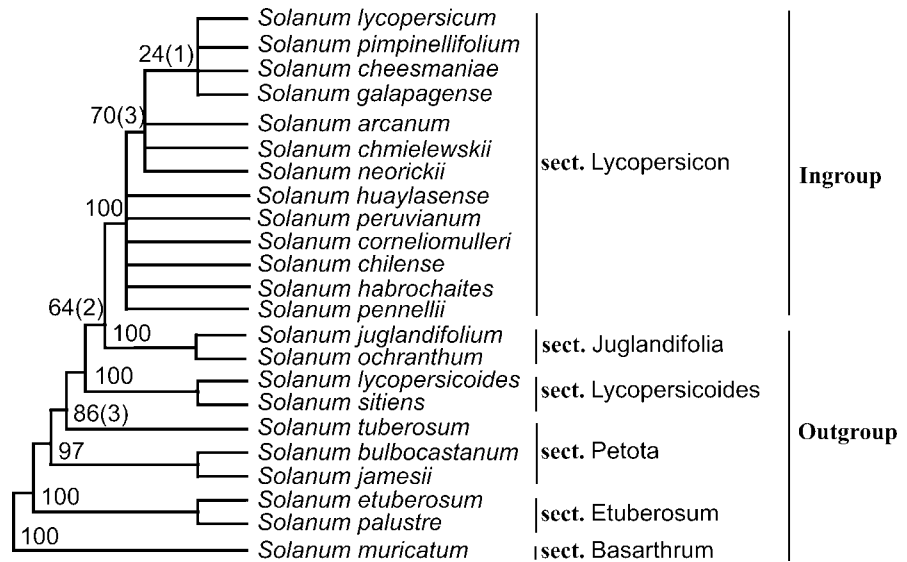 Solanum lycopersicum
Solanum pimpinellifolium
24(1)
Solanum cheesmaniae
Solanum galapagense
70(3)
Solanum arcanum
Solanum chmielewskii
sect. Lycopersicon
Solanum neorickii
Ingroup
Solanum huaylasense
100
Solanum peruvianum
Solanum corneliomulleri
Solanum chilense
Solanum habrochaites
64(2)
Solanum pennellii
100
Solanum juglandifolium
sect. Juglandifolia
Solanum ochranthum
100
Solanum lycopersicoides
sect. Lycopersicoides
Solanum sitiens
86(3)
Solanum tuberosum
Outgroup
97
Solanum bulbocastanum
sect. Petota
Solanum jamesii
100
Solanum etuberosum
sect. Etuberosum
Solanum palustre
100
Solanum muricatum
sect. Basarthrum